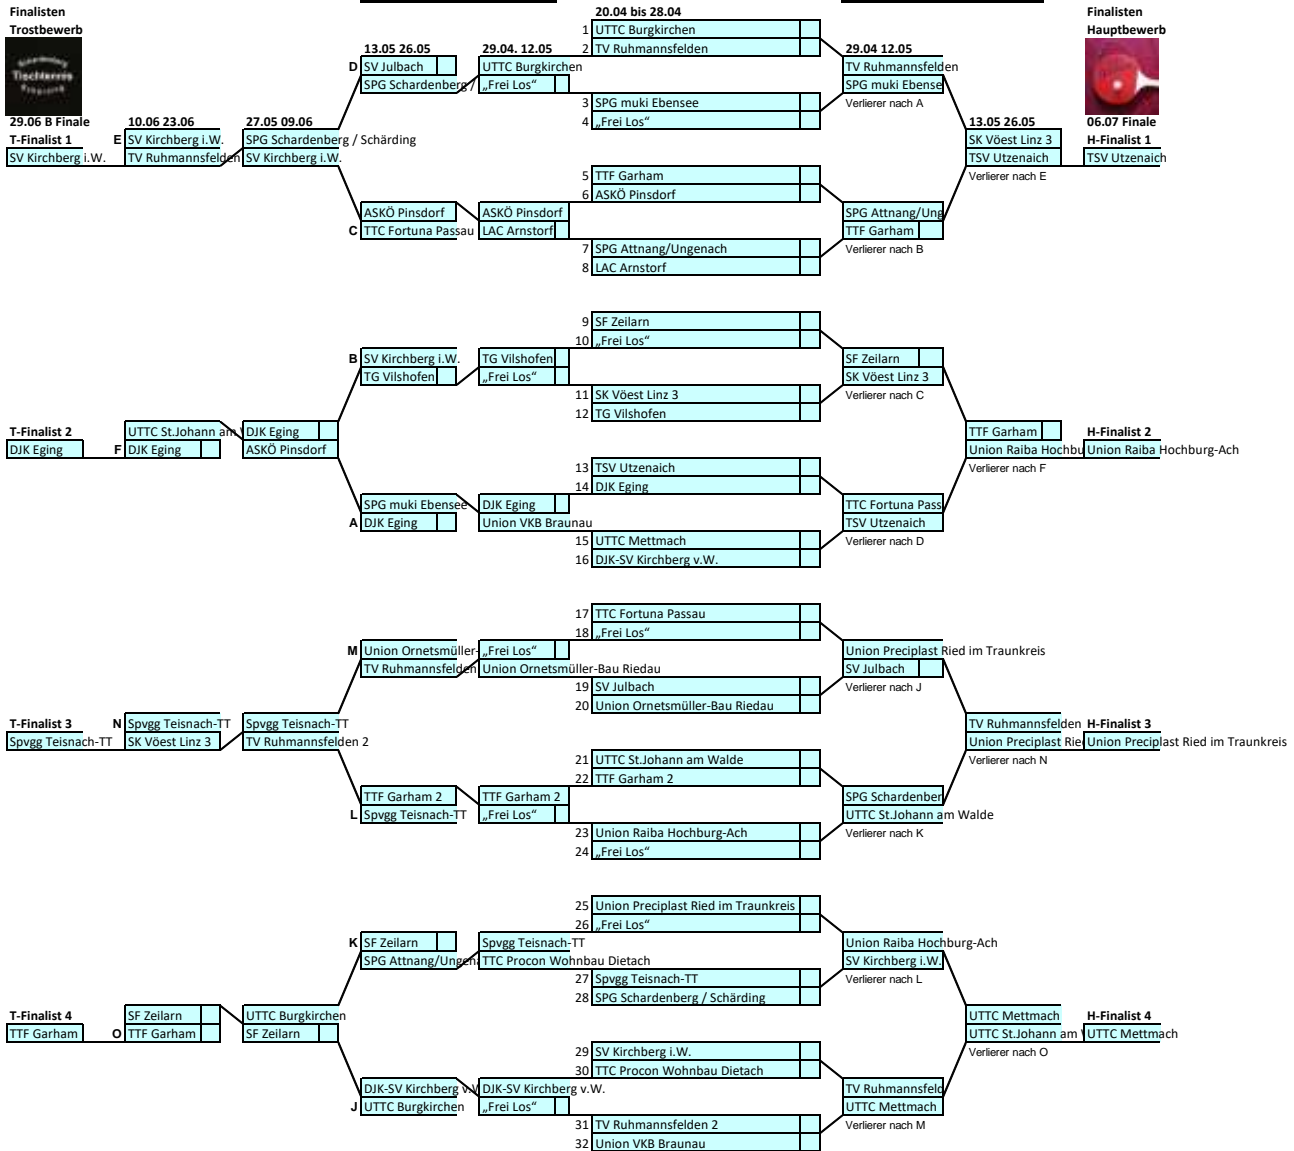 Finalisten
Trostbewerb
20.04 bis 28.04
Finalisten
Hauptbewerb
1 UTTC Burgkirchen
2 TV Ruhmannsfelden
13.05 26.05
29.04. 12.05
29.04 12.05
D SV Julbach
SPG Schardenberg /
UTTC Burgkirchen
„Frei Los“
TV Ruhmannsfelden
SPG muki Ebense
Verlierer nach A
3 SPG muki Ebensee
4 „Frei Los“
Tischtennis
29.06 B Finale
10.06 23.06
27.05 09.06
13.05 26.05
06.07 Finale
T-Finalist 1
SV Kirchberg i.W.
E SV Kirchberg i.W.
TV Ruhmannsfelden
SPG Schardenberg / Schärding
SV Kirchberg i.W.
SK Vöest Linz 3
TSV Utzenaich
Verlierer nach E
H-Finalist 1
TSV Utzenaich
5 TTF Garham
6 ASKÖ Pinsdorf
ASKÖ Pinsdorf
C TTC Fortuna Passau
ASKÖ Pinsdorf
LAC Arnstorf
SPG Attnang/Ung
TTF Garham
Verlierer nach B
7 SPG Attnang/Ungenach
8 LAC Arnstorf
9 SF Zeilarn
10 „Frei Los“
B SV Kirchberg i.W.
TG Vilshofen
TG Vilshofen
„Frei Los“
SF Zeilarn
SK Vöest Linz 3
Verlierer nach C
11 SK Vöest Linz 3
12 TG Vilshofen
T-Finalist 2
DJK Eging
UTTC St.Johann am
F DJK Eging
DJK Eging
ASKÖ Pinsdorf
TTF Garham
Union Raiba Hochbu
Verlierer nach F
H-Finalist 2
Union Raiba Hochburg-Ach
13 TSV Utzenaich
14 DJK Eging
SPG muki Ebensee
A DJK Eging
DJK Eging
Union VKB Braunau
TTC Fortuna Pass
TSV Utzenaich
Verlierer nach D
15 UTTC Mettmach
16 DJK-SV Kirchberg v.W.
17 TTC Fortuna Passau
18 „Frei Los“
M Union Ornetsmüller-
TV Ruhmannsfelden
„Frei Los“
Union Ornetsmüller-Bau Riedau
Union Preciplast Ried im Traunkreis
SV Julbach
Verlierer nach J
19 SV Julbach
20 Union Ornetsmüller-Bau Riedau
T-Finalist 3
Spvgg Teisnach-TT
N Spvgg Teisnach-TT
SK Vöest Linz 3
Spvgg Teisnach-TT
TV Ruhmannsfelden 2
TV Ruhmannsfelden
Union Preciplast Rie
Verlierer nach N
H-Finalist 3
Union Preciplast Ried im Traunkreis
21 UTTC St.Johann am Walde
22 TTF Garham 2
TTF Garham 2
L Spvgg Teisnach-TT
TTF Garham 2
„Frei Los“
SPG Schardenber
UTTC St.Johann am Walde
Verlierer nach K
23 Union Raiba Hochburg-Ach
24 „Frei Los“
25 Union Preciplast Ried im Traunkreis
26 „Frei Los“
K SF Zeilarn
SPG Attnang/Ungena
Spvgg Teisnach-TT
TTC Procon Wohnbau Dietach
Union Raiba Hochburg-Ach
SV Kirchberg i.W.
Verlierer nach L
27 Spvgg Teisnach-TT
28 SPG Schardenberg / Schärding
T-Finalist 4
TTF Garham
SF Zeilarn
O TTF Garham
UTTC Burgkirchen
SF Zeilarn
UTTC Mettmach
UTTC St.Johann am
Verlierer nach O
H-Finalist 4
UTTC Mettmach
29 SV Kirchberg i.W.
30 TTC Procon Wohnbau Dietach
DJK-SV Kirchberg v.W
J UTTC Burgkirchen
DJK-SV Kirchberg v.W.
„Frei Los“
TV Ruhmannsfeld
UTTC Mettmach
Verlierer nach M
31 TV Ruhmannsfelden 2
32 Union VKB Braunau